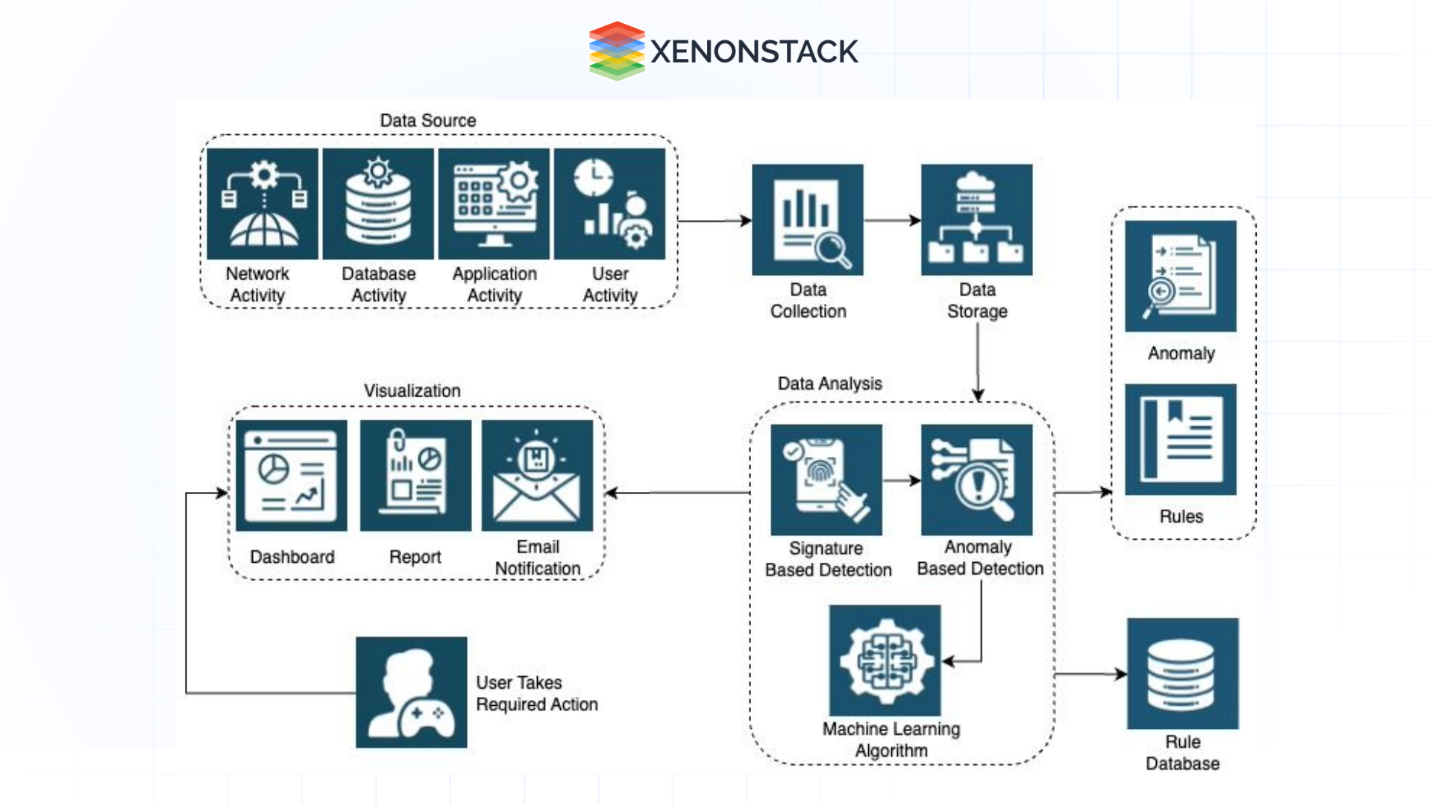 XENONSTACK
Data Source
Network
Activity
Database
Activity
Application
Activity
User
Activity
Data
Collection
Data
Storage
Anomaly
Rules
Data Analysis
Signature
Based Detection
Anomaly
Based Detection
Machine Learning
Algorithm
Rule
Database
Visualization
Dashboard
Report
Email
Notification
User Takes
Required Action